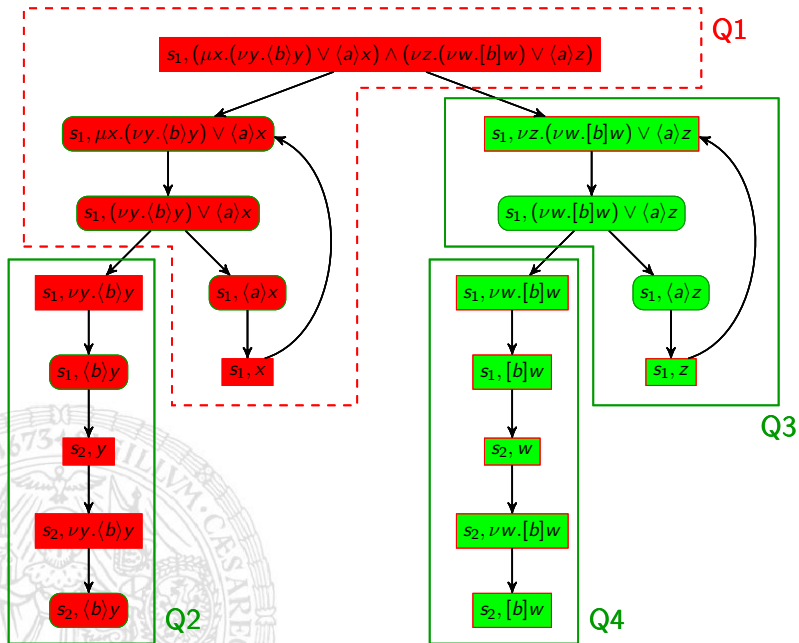 Q1
s₁, (μx.(νy.⟨b⟩y) ∨ ⟨a⟩x) ∧ (νz.(νw.[b]w) ∨ ⟨a⟩z)
s₁, μx.(νy.⟨b⟩y) ∨ ⟨a⟩x
s₁, νz.(νw.[b]w) ∨ ⟨a⟩z
s₁, (νy.⟨b⟩y) ∨ ⟨a⟩x
s₁, (νw.[b]w) ∨ ⟨a⟩z
s₁, νy.⟨b⟩y
s₁, ⟨a⟩x
s₁, νw.[b]w
s₁, ⟨a⟩z
s₁, ⟨b⟩y
s₁, x
s₁, [b]w
s₁, z
Q3
s₂, y
s₂, w
s₂, νy.⟨b⟩y
s₂, νw.[b]w
s₂, ⟨b⟩y
s₂, [b]w
Q2
Q4